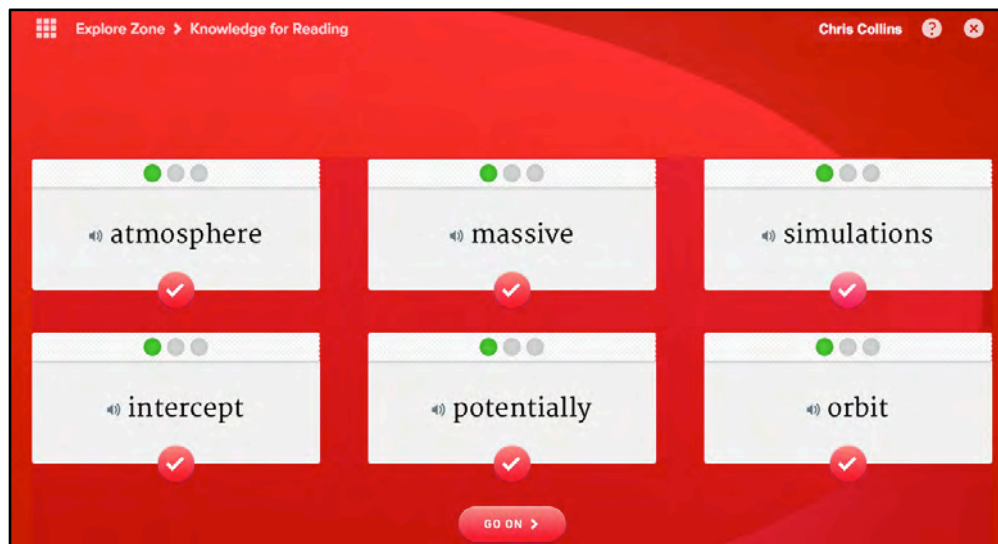 Explore Zone > Knowledge for Reading Chris Collins ?
atmosphere massive simulations
intercept potentially orbit
GO ON >